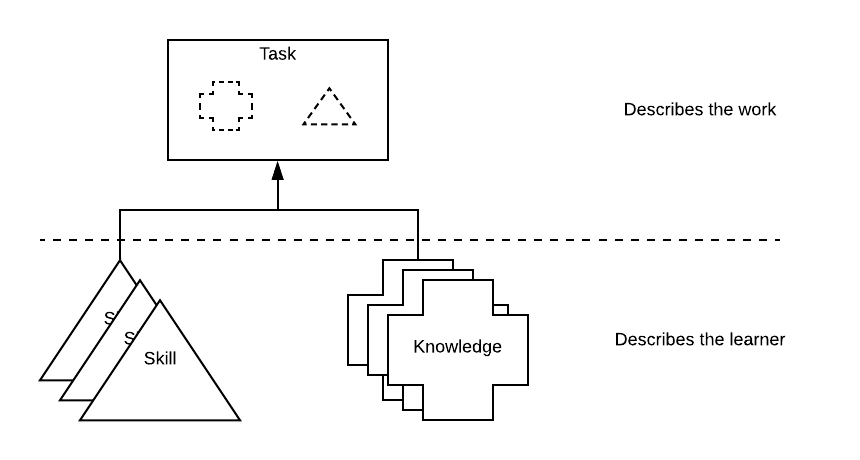 Task
Describes the work
S
S
Skill
Knowledge
Describes the learner